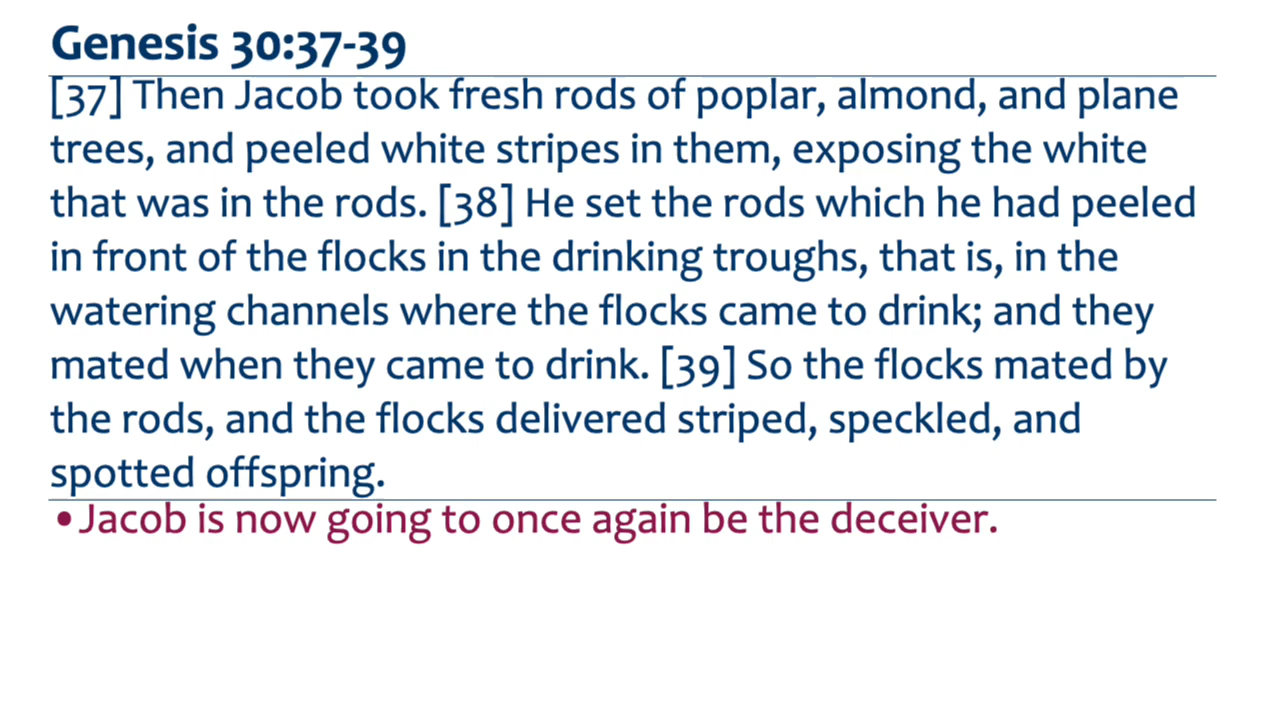 Genesis 30:37-39
[37] Then Jacob took fresh rods of poplar, almond, and plane
trees, and peeled white stripes in them, exposing the white
that was in the rods. [38] He set the rods which he had peeled
in front of the flocks in the drinking troughs, that is, in the
watering channels where the flocks came to drink; and they
mated when they came to drink. [39] So the flocks mated by
the rods, and the flocks delivered striped, speckled, and
spotted offspring.
•Jacob is now going to once again be the deceiver.